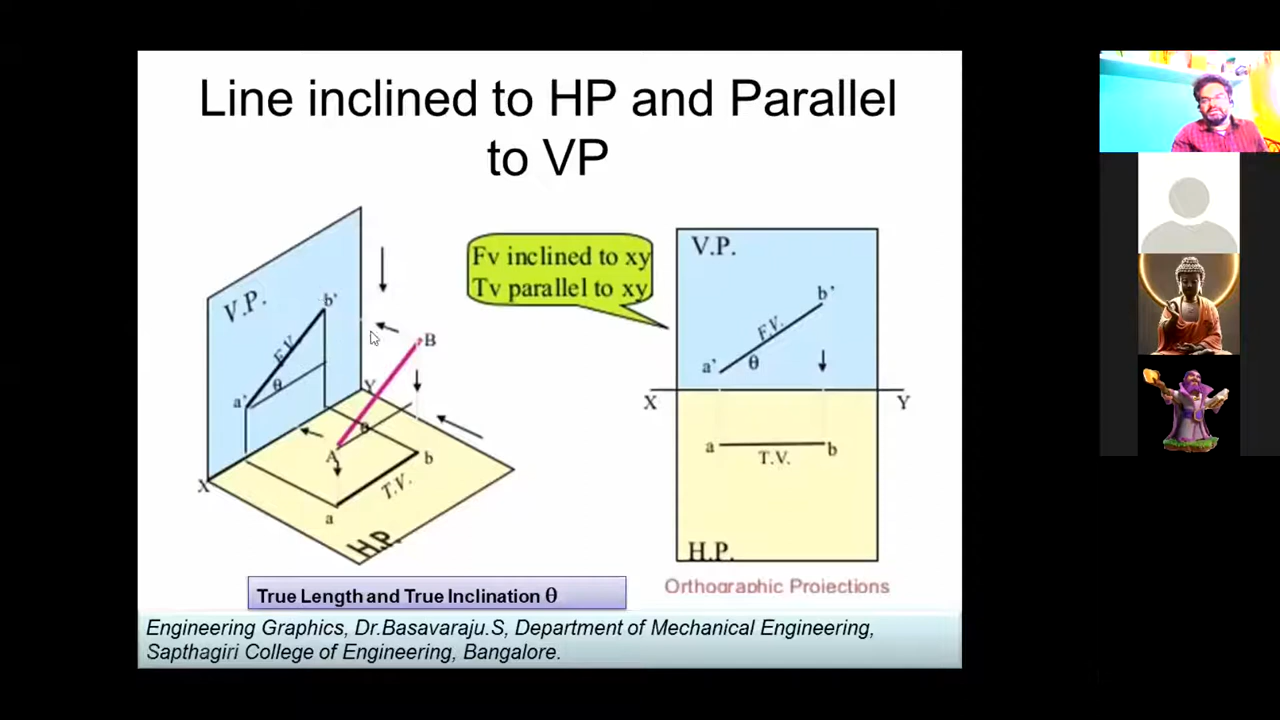 Line inclined to HP and Parallel
to VP
V.P.
b'
F.V
θ
a'
Y
B
θ
A
X
b
T.V.
a
H.P.
Fv inclined to xy
Tv parallel to xy
V.P.
b'
F.V.
a'
θ
X
Y
a
b
T.V.
H.P.
Orthographic Projections
True Length and True Inclination θ
Engineering Graphics, Dr.Basavaraju.S, Department of Mechanical Engineering,
Sapthagiri College of Engineering, Bangalore.